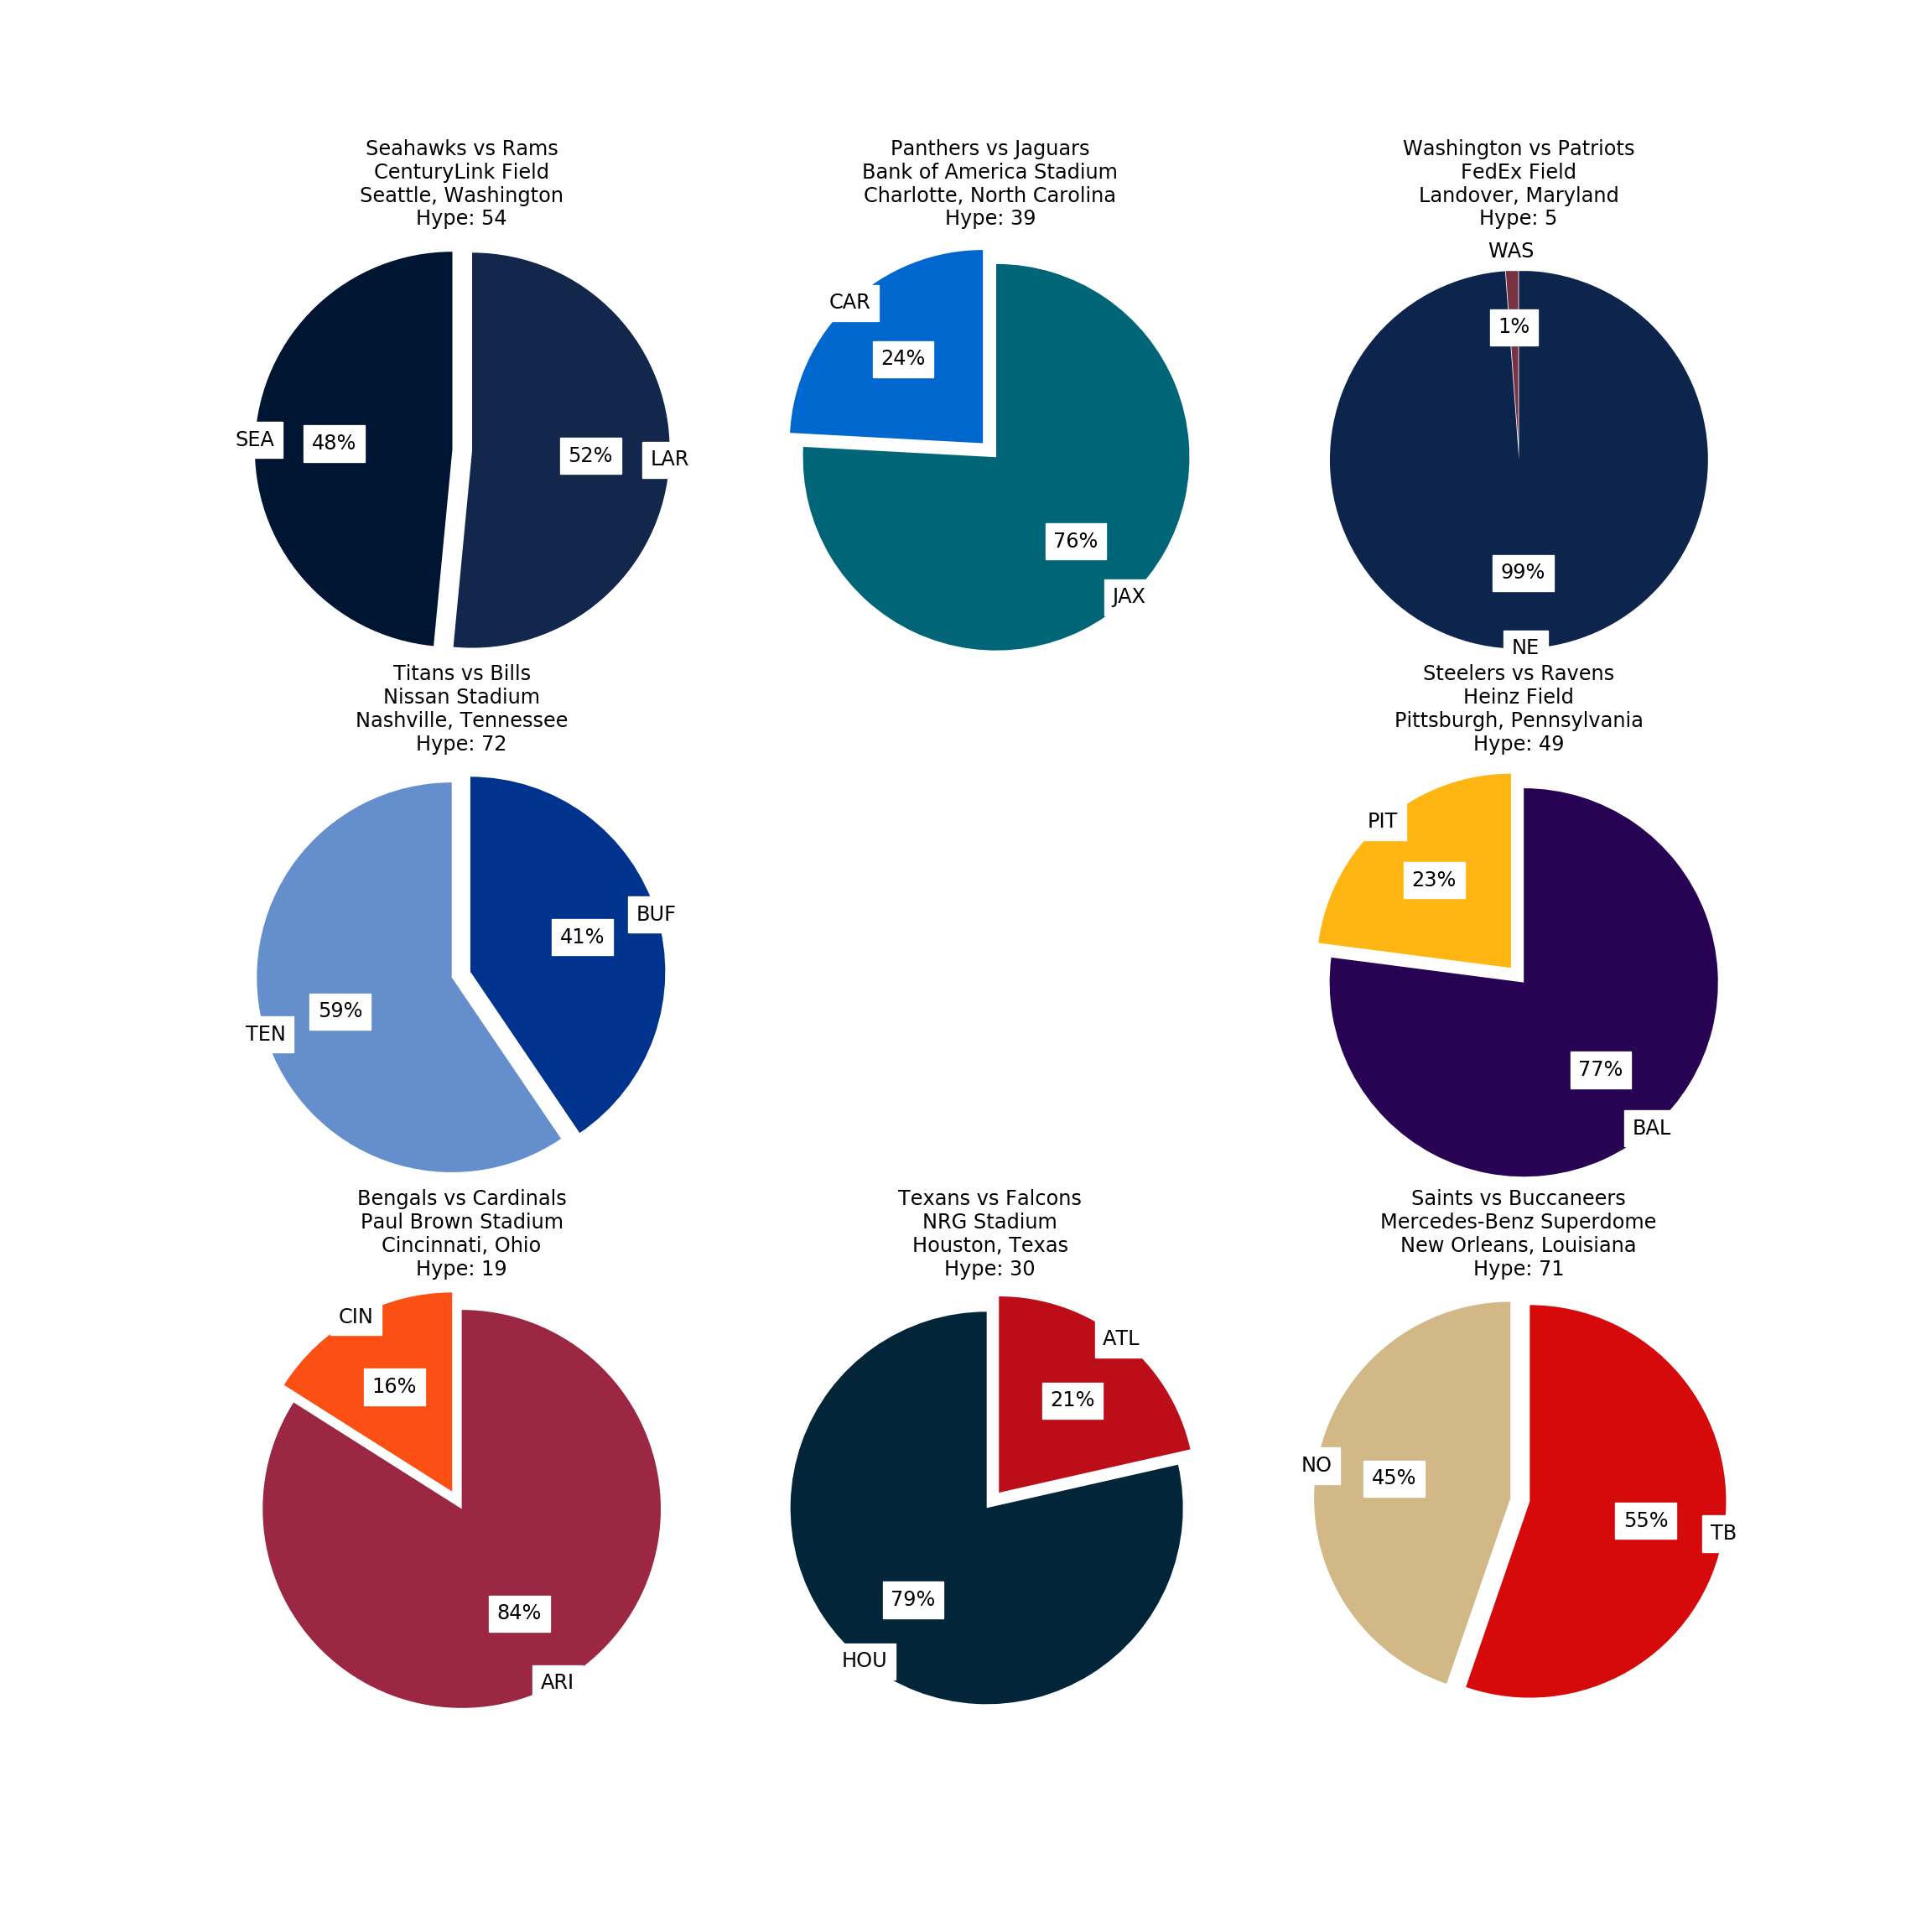 Seahawks vs Rams
CenturyLink Field
Seattle, Washington
Hype: 54
SEA
48%
52%
LAR
Panthers vs Jaguars
Bank of America Stadium
Charlotte, North Carolina
Hype: 39
CAR
24%
76%
JAX
Washington vs Patriots
FedEx Field
Landover, Maryland
Hype: 5
WAS
1%
99%
NE
Titans vs Bills
Nissan Stadium
Nashville, Tennessee
Hype: 72
BUF
41%
59%
TEN
Steelers vs Ravens
Heinz Field
Pittsburgh, Pennsylvania
Hype: 49
PIT
23%
77%
BAL
Bengals vs Cardinals
Paul Brown Stadium
Cincinnati, Ohio
Hype: 19
CIN
16%
84%
ARI
Texans vs Falcons
NRG Stadium
Houston, Texas
Hype: 30
ATL
21%
79%
HOU
Saints vs Buccaneers
Mercedes-Benz Superdome
New Orleans, Louisiana
Hype: 71
NO
45%
55%
TB